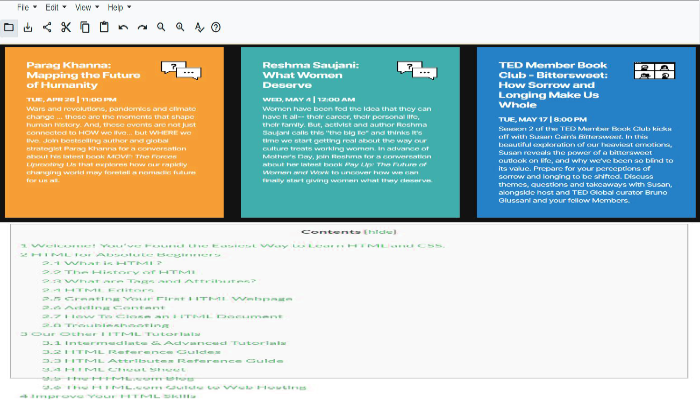 File Edit View Help
Parag Khanna:
Mapping the Future
of Humanity
TUE, APR 26 | 11:00 PM
Wars and revolutions, pandemics and climate
change ... these are the moments that shape
human history. And, these events are not just
connected to HOW we live... but WHERE we
live. Join bestselling author and global
strategist Parag Khanna for a conversation
about his latest book MOVE: The Forces
Uprooting Us that explores how our rapidly
changing world may foretell a nomadic future
for us all.
Reshma Saujani:
What Women
Deserve
WED, MAY 4 | 12:00 AM
Women have been fed the idea that they can
have it all— their career, their personal life,
their family. But, activist and author Reshma
Saujani calls this "the big lie" and thinks it's
time we start getting real about the way our
culture treats working women. In advance of
Mother's Day, join Reshma for a conversation
about her latest book Pay Up: The Future of
Women and Work to uncover how we can
finally start giving women what they deserve.
TED Member Book
Club - Bittersweet:
How Sorrow and
Longing Make Us
Whole
TUE, MAY 17 | 8:00 PM
Season 2 of the TED Member Book Club kicks
off with Susan Cain's Bittersweet. In this
beautiful exploration of our heaviest emotions,
Susan reveals the power of a bittersweet
outlook on life, and why we've been so blind to
its value. Prepare for your perceptions of
sorrow and longing to be shifted. Discuss
themes, questions and takeaways with Susan,
alongside host and TED Global curator Bruno
Giussani and your fellow Members.
Contents [hide]
1 Welcome! You've Found the Easiest Way to Learn HTML and CSS.
2 HTML for Absolute Beginners
2.1 What is HTML?
2.2 The History of HTML
2.3 What are Tags and Attributes?
2.4 HTML Editors
2.5 Creating Your First HTML Webpage
2.6 Adding Content
2.7 How To Close an HTML Document
2.8 Troubleshooting
3 Our Other HTML Tutorials
3.1 Intermediate & Advanced Tutorials
3.2 HTML Reference Guides
3.3 HTML Attributes Reference Guide
3.4 HTML Cheat Sheet
3.5 The HTML.com Blog
3.6 The HTML.com Guide to Web Hosting
4 Improve Your HTML Skills